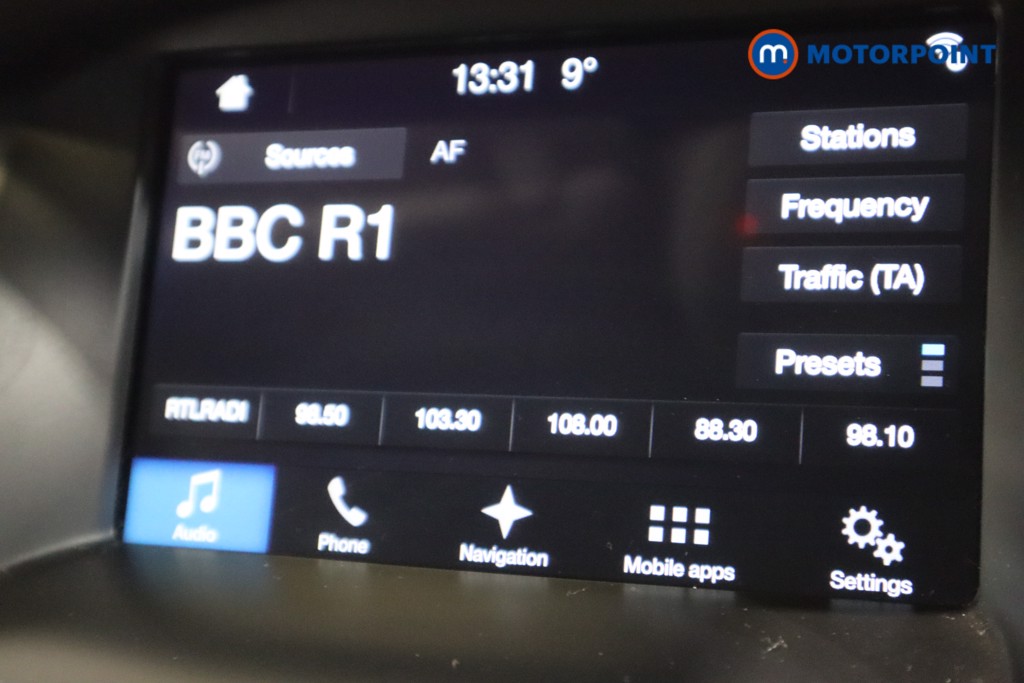 MOTORPOINT
13:31 9°
Sources AF
Stations
BBC R1
Frequency
Traffic (TA)
Presets
RTLRADI 98.50 103.30 108.00 88.30 98.10
Audio Phone Navigation Mobile apps Settings